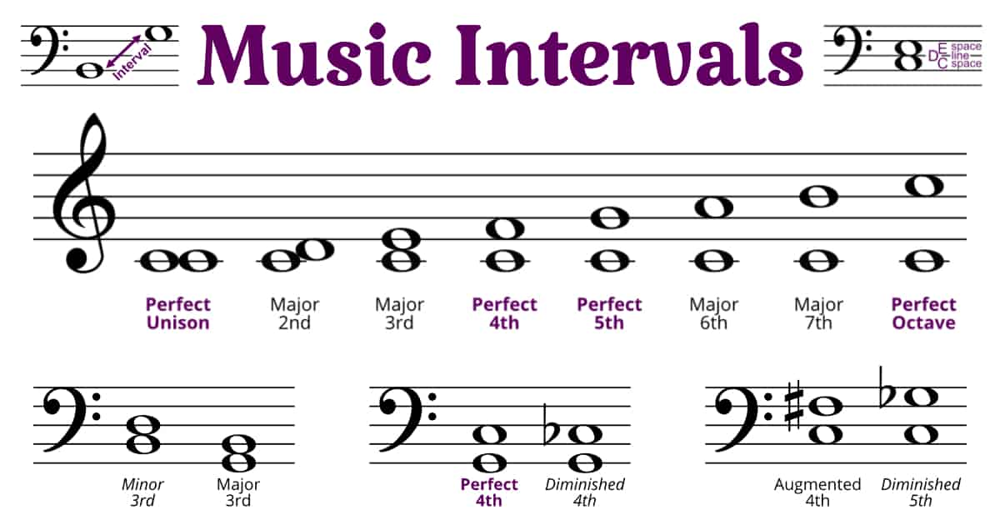 Interval
Music Intervals
E space
D line
C space
Perfect Unison
Major 2nd
Major 3rd
Perfect 4th
Perfect 5th
Major 6th
Major 7th
Perfect Octave
Minor 3rd
Major 3rd
Perfect 4th
Diminished 4th
Augmented 4th
Diminished 5th